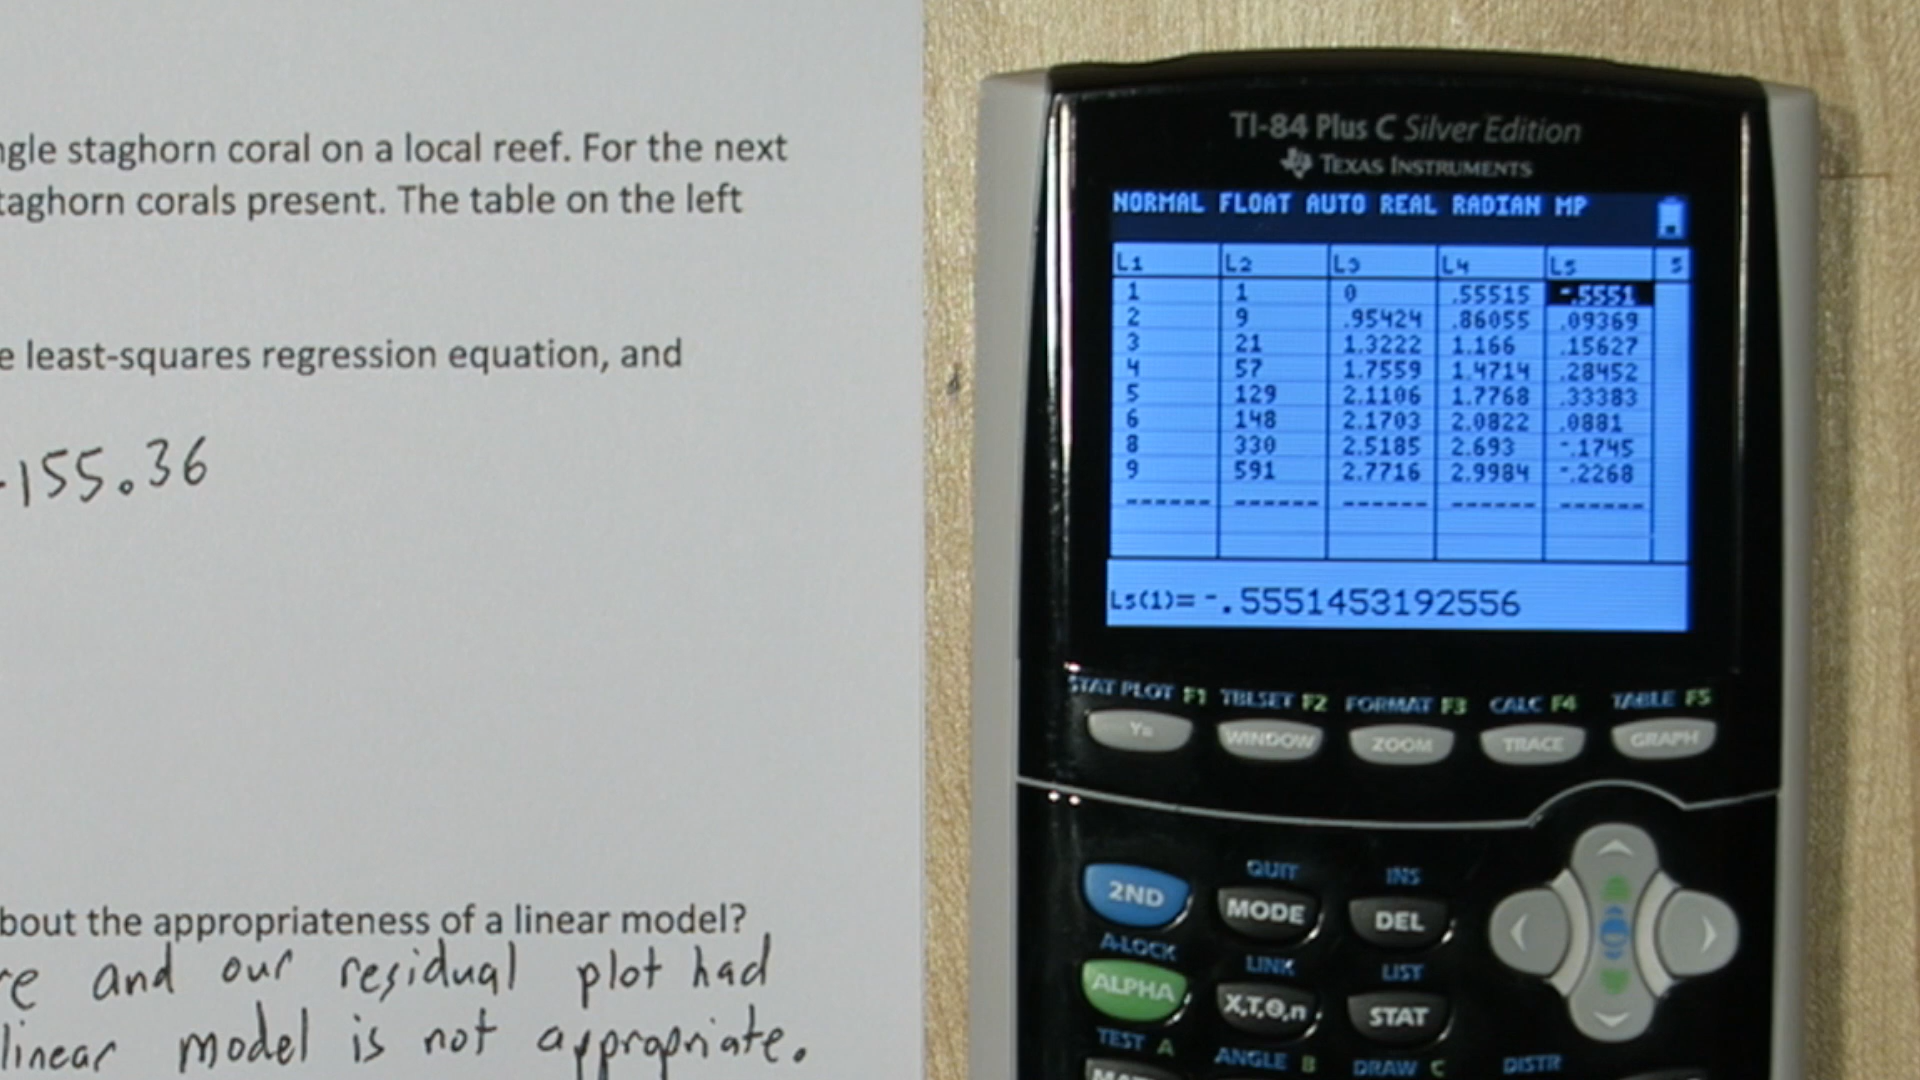 ngle staghorn coral on a local reef. For the next
taghorn corals present. The table on the left
e least-squares regression equation, and
-155.36
bout the appropriateness of a linear model?
re and our residual plot had
linear model is not appropriate.
TI-84 Plus C Silver Edition
TEXAS INSTRUMENTS
NORMAL FLOAT AUTO REAL RADIAN MP
L1 L2 L3 L4 L5 5
1 1 0 .55515 -.5551
2 9 .95424 .86055 .09369
3 21 1.3222 1.166 .15627
4 57 1.7559 1.4714 .28452
5 129 2.1106 1.7768 .33383
6 148 2.1703 2.0822 .0881
8 330 2.5185 2.693 -.1745
9 591 2.7716 2.9984 -.2268
------ ------ ------ ------ ------
L5(1)= -.5551453192556
STAT PLOT F1 TBLSET F2 FORMAT F3 CALC F4 TABLE F5
Y= WINDOW ZOOM TRACE GRAPH
QUIT INS
2ND MODE DEL
A-LOCK LINK LIST
ALPHA X,T,Θ,n STAT
TEST A ANGLE B DRAW C DISTR